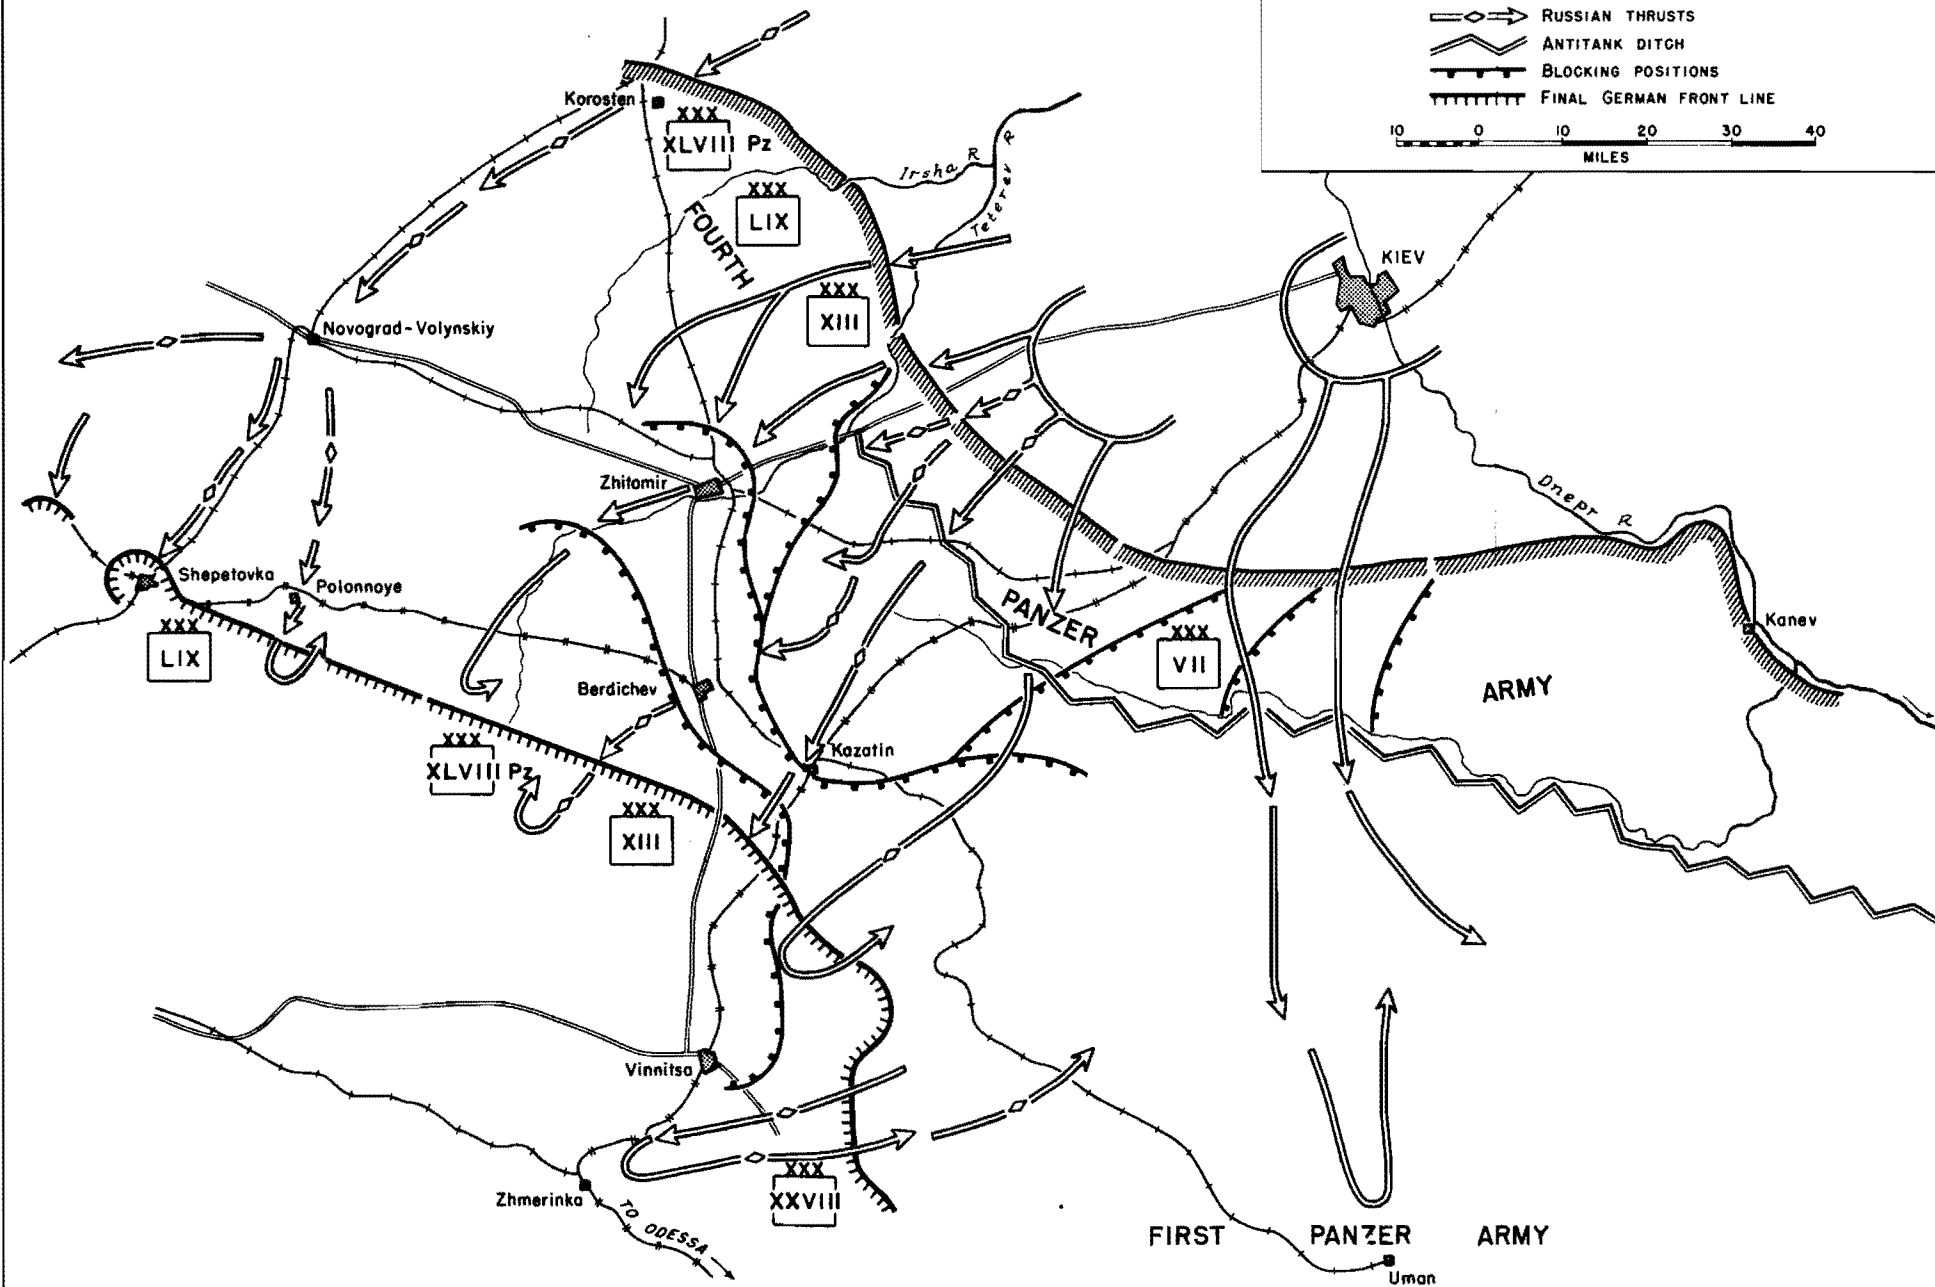 RUSSIAN THRUSTS
ANTITANK DITCH
BLOCKING POSITIONS
FINAL GERMAN FRONT LINE
10 0 10 20 30 40
MILES
Korosten
XXX
XLVIII Pz
Irsha R
Teterev R
XXX
LIX
FOURTH
KIEV
XXX
XIII
Novograd-Volynskiy
Zhitomir
Dnepr R
Shepetovka
Polonnoye
PANZER
Kanev
XXX
LIX
XXX
VII
Berdichev
ARMY
XXX
XLVIII Pz
Kazatin
XXX
XIII
Vinnitsa
XXX
XXVIII
Zhmerinka
TO ODESSA
FIRST PANZER ARMY
Uman